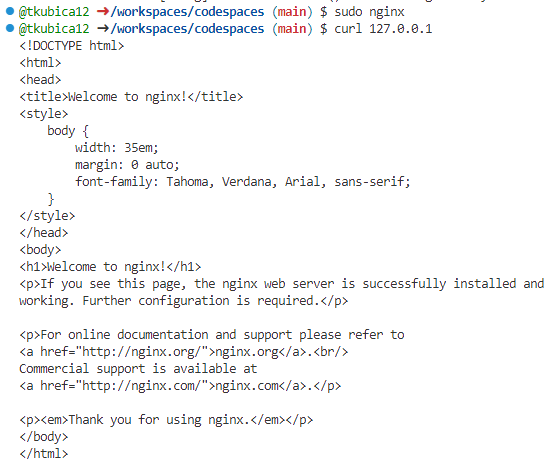 @tkubica12 ➜/workspaces/codespaces (main) $ sudo nginx
@tkubica12 ➜/workspaces/codespaces (main) $ curl 127.0.0.1
<!DOCTYPE html>
<html>
<head>
<title>Welcome to nginx!</title>
<style>
    body {
        width: 35em;
        margin: 0 auto;
        font-family: Tahoma, Verdana, Arial, sans-serif;
    }
</style>
</head>
<body>
<h1>Welcome to nginx!</h1>
<p>If you see this page, the nginx web server is successfully installed and
working. Further configuration is required.</p>

<p>For online documentation and support please refer to
<a href="http://nginx.org/">nginx.org</a>.<br/>
Commercial support is available at
<a href="http://nginx.com/">nginx.com</a>.</p>

<p><em>Thank you for using nginx.</em></p>
</body>
</html>